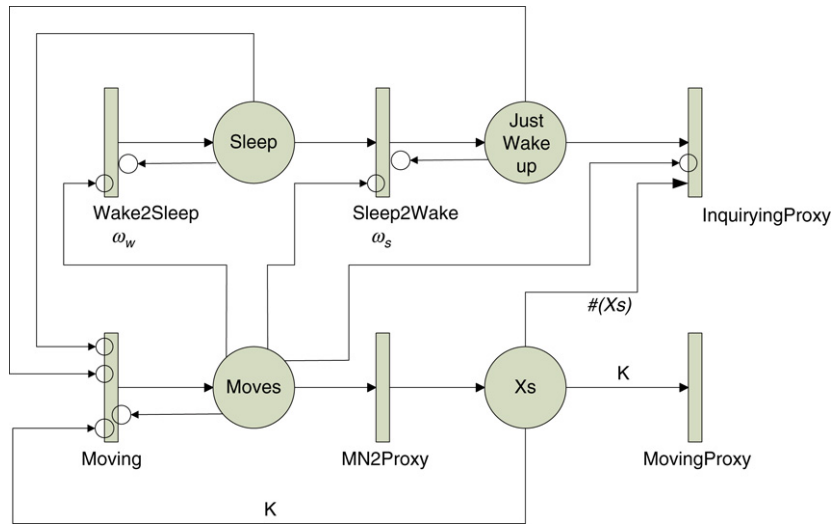 Sleep
Just
Wake
up
Wake2Sleep
ω_w
Sleep2Wake
ω_s
InquiryingProxy
#(Xs)
Moves
Xs
K
Moving
MN2Proxy
MovingProxy
K